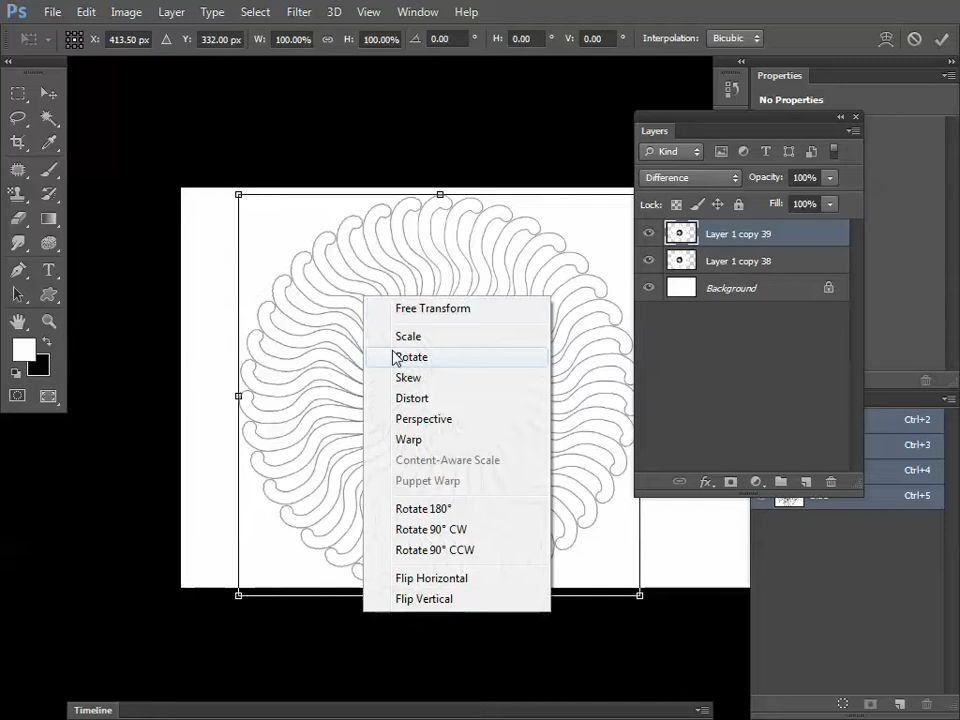 Ps File Edit Image Layer Type Select Filter 3D View Window Help
X: 413.50 px Y: 332.00 px W: 100.00% H: 100.00% 0.00 ° H: 0.00 ° V: 0.00 ° Interpolation: Bicubic
Properties
No Properties
Layers
Kind
Difference Opacity: 100%
Lock: Fill: 100%
Layer 1 copy 39
Layer 1 copy 38
Background
Free Transform
Scale
Rotate
Skew
Distort
Perspective
Warp
Content-Aware Scale
Puppet Warp
Rotate 180°
Rotate 90° CW
Rotate 90° CCW
Flip Horizontal
Flip Vertical
Ctrl+2
Ctrl+3
Ctrl+4
Ctrl+5
Timeline